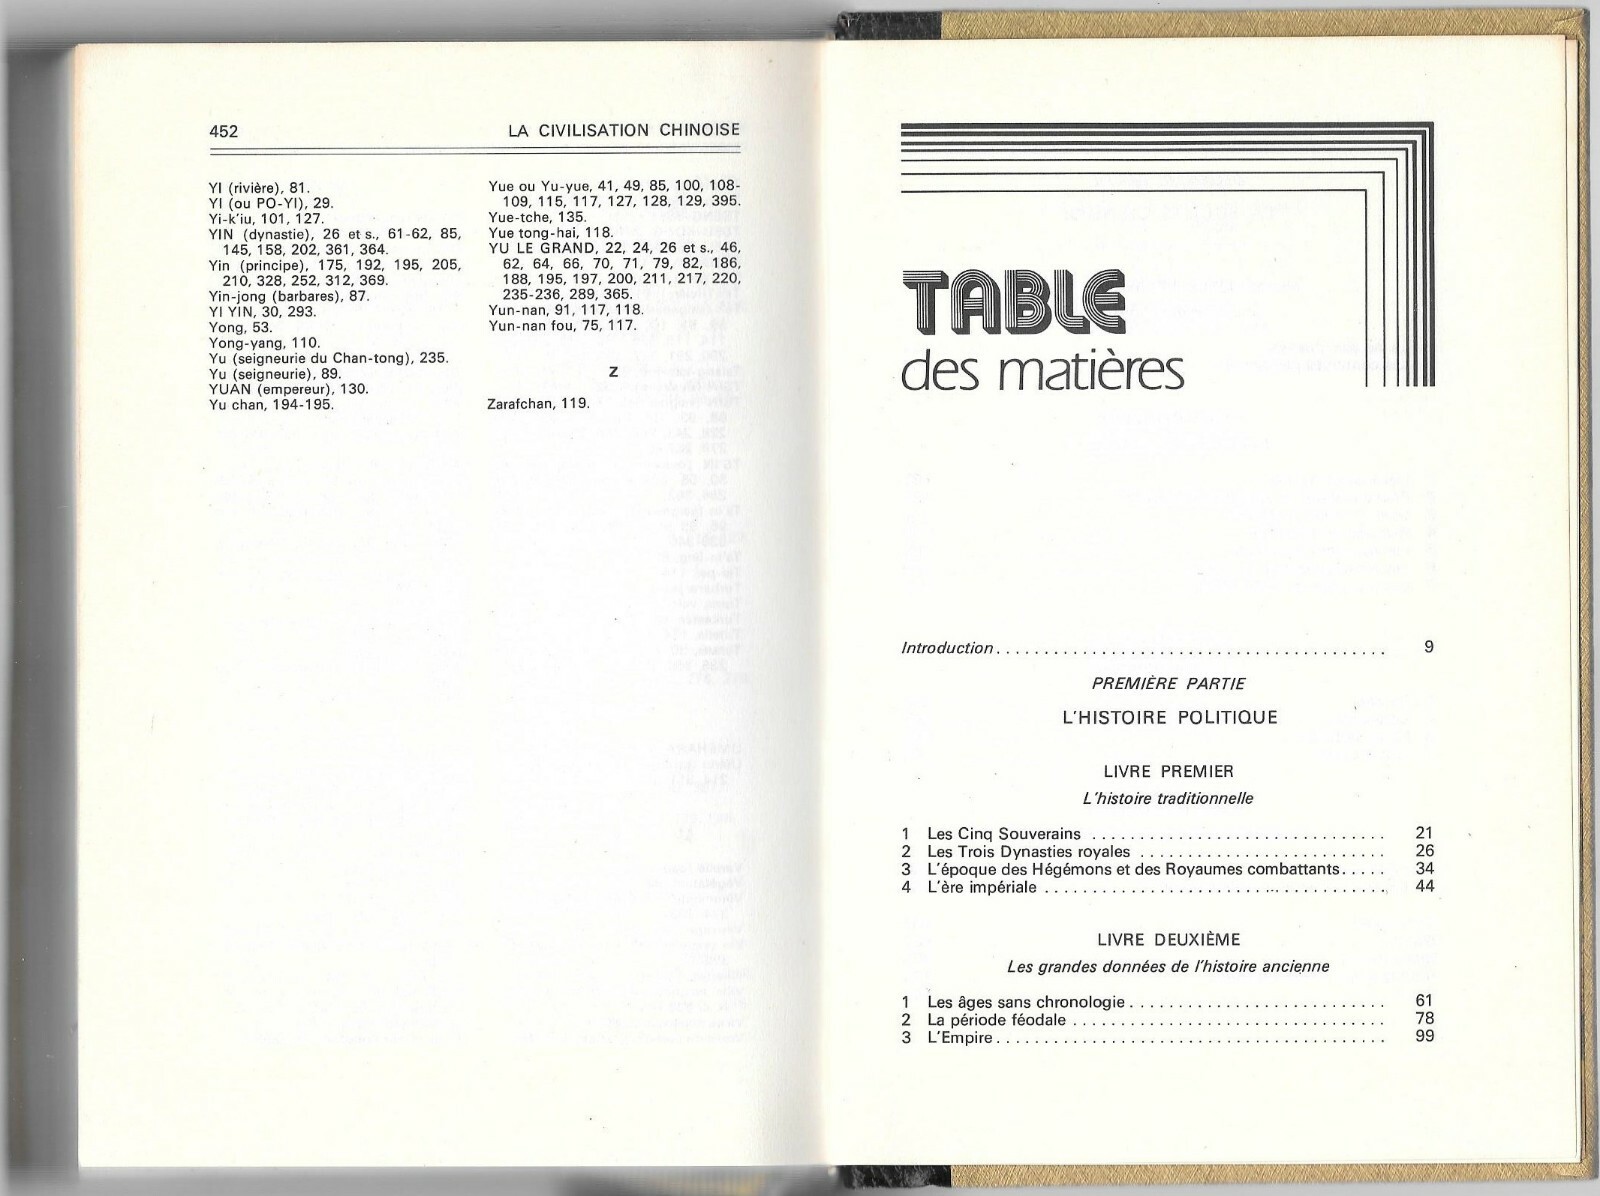 452 LA CIVILISATION CHINOISE
YI (rivière), 81.
YI (ou PO-YI), 29.
Yi-k'iu, 101, 127.
YIN (dynastie), 26 et s., 61-62, 85,
145, 158, 202, 361, 364.
Yin (principe), 175, 192, 195, 205,
210, 328, 252, 312, 369.
Yin-jong (barbares), 87.
YI YIN, 30, 293.
Yong, 53.
Yong-yang, 110.
Yu (seigneurie du Chan-tong), 235.
Yu (seigneurie), 89.
YUAN (empereur), 130.
Yu chan, 194-195.
Yue ou Yu-yue, 41, 49, 85, 100, 108-
109, 115, 117, 127, 128, 129, 395.
Yue-tche, 135.
Yue tong-hai, 118.
YU LE GRAND, 22, 24, 26 et s., 46,
62, 64, 66, 70, 71, 79, 82, 186,
188, 195, 197, 200, 211, 217, 220,
235-236, 289, 365.
Yun-nan, 91, 117, 118.
Yun-nan fou, 75, 117.
Z
Zarafchan, 119.
TABLE
des matières
Introduction......................................... 9
PREMIÈRE PARTIE
L'HISTOIRE POLITIQUE
LIVRE PREMIER
L'histoire traditionnelle
1 Les Cinq Souverains ............................... 21
2 Les Trois Dynasties royales .......................... 26
3 L'époque des Hégémons et des Royaumes combattants..... 34
4 L'ère impériale .................................... 44
LIVRE DEUXIÈME
Les grandes données de l'histoire ancienne
1 Les âges sans chronologie........................... 61
2 La période féodale ................................. 78
3 L'Empire......................................... 99